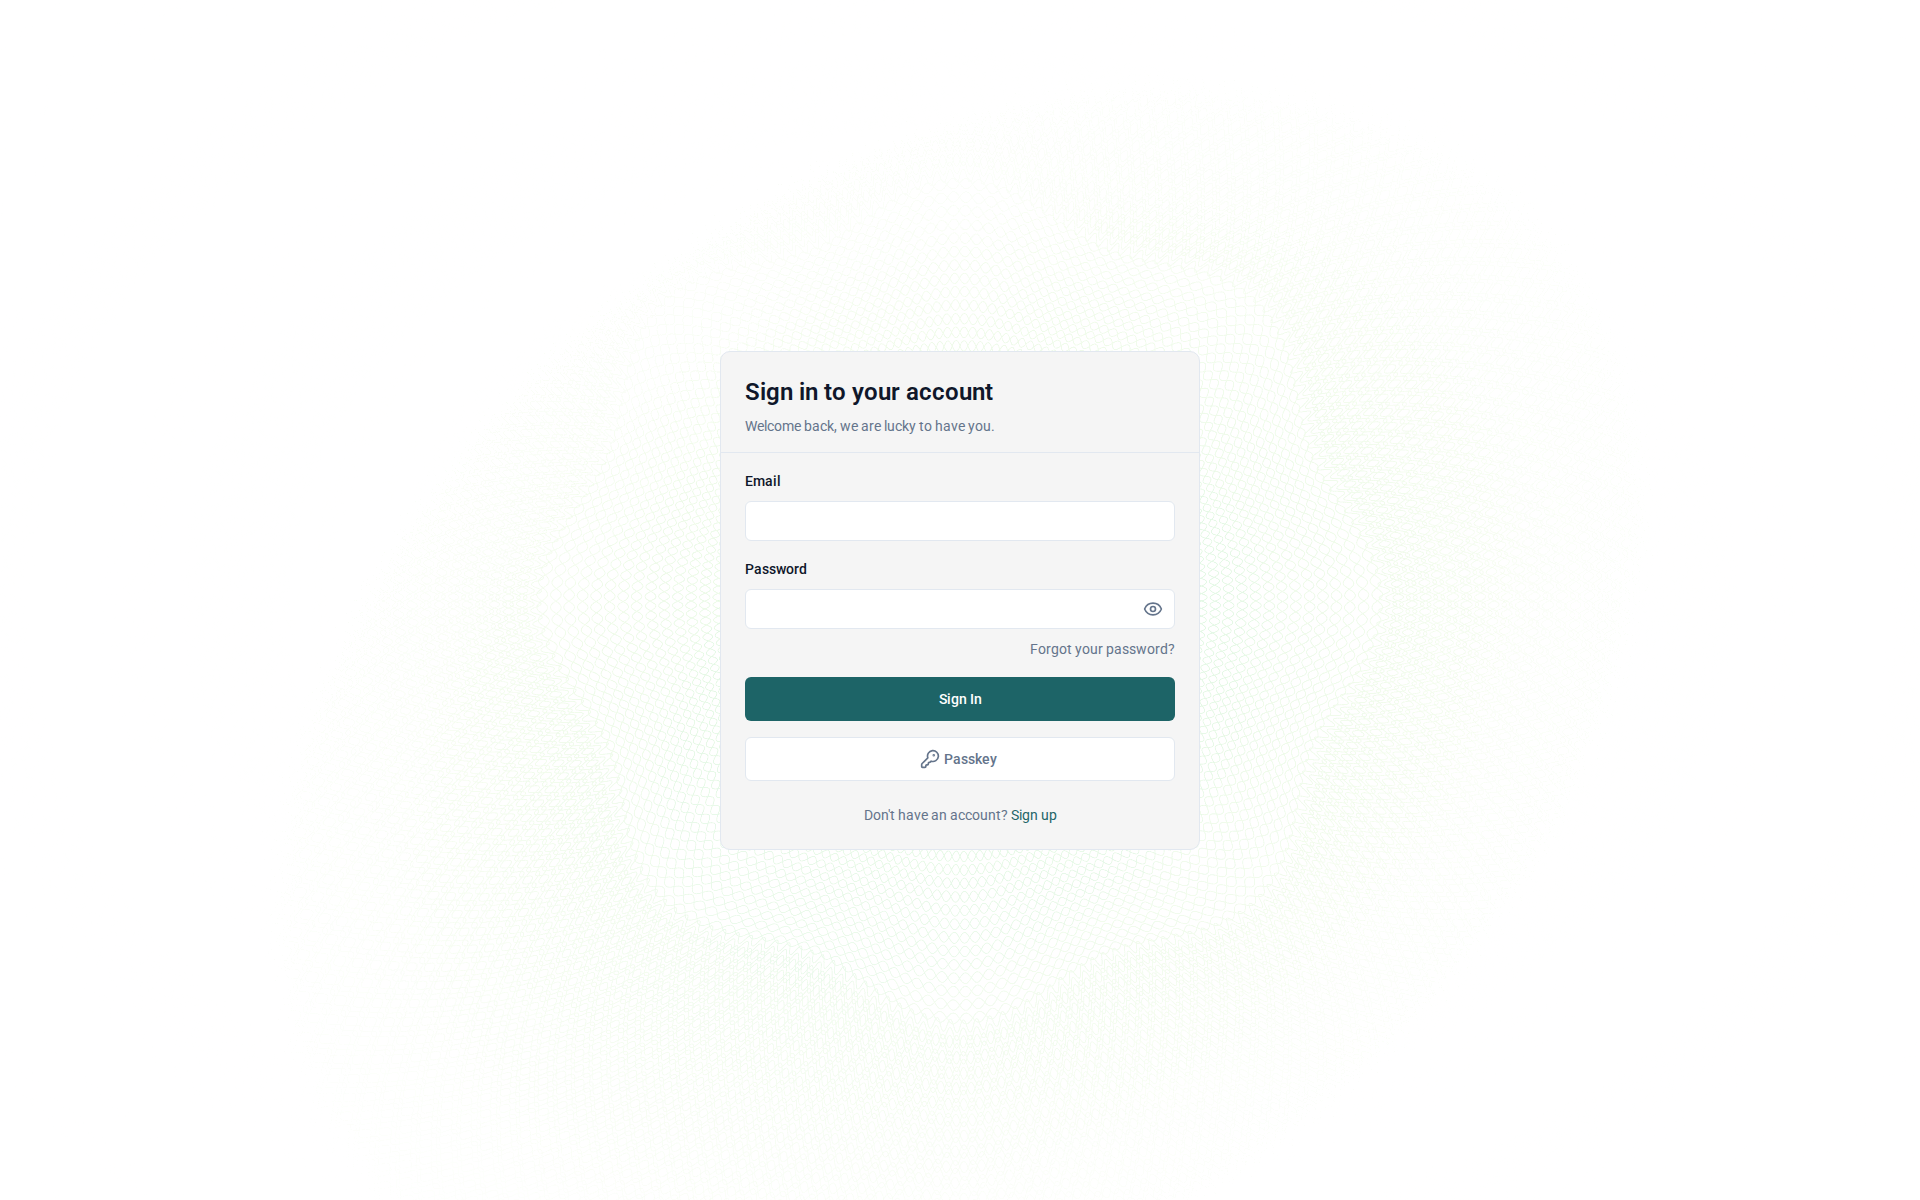 Sign in to your account
Welcome back, we are lucky to have you.
Email
Password
Forgot your password?
Sign In
Passkey
Don't have an account? Sign up